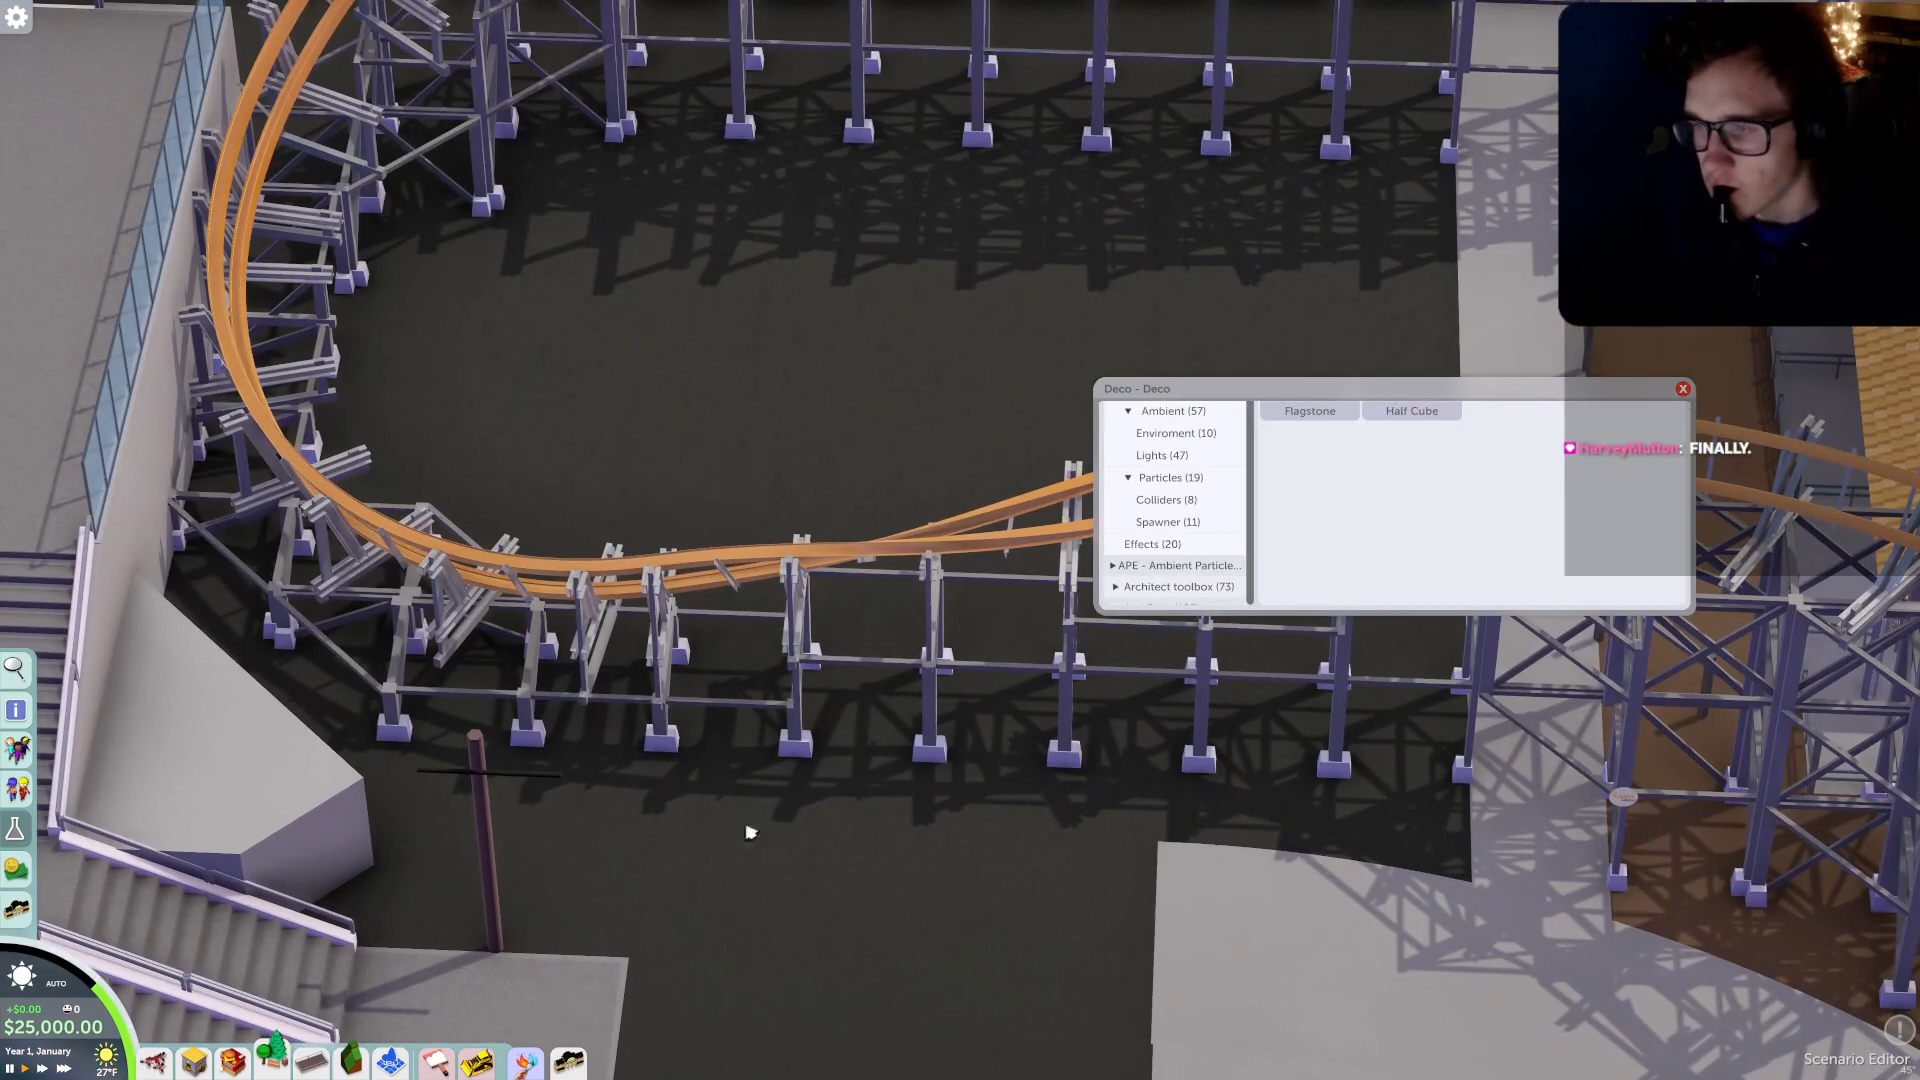 Deco - Deco
Ambient (57)
Enviroment (10)
Lights (47)
Particles (19)
Colliders (8)
Spawner (11)
Effects (20)
APE - Ambient Particle...
Architect toolbox (73)
Flagstone
Half Cube
HarveyMutton: FINALLY.
AUTO
+$0.00
0
$25,000.00
Year 1, January
27°F
Scenario Editor
45°